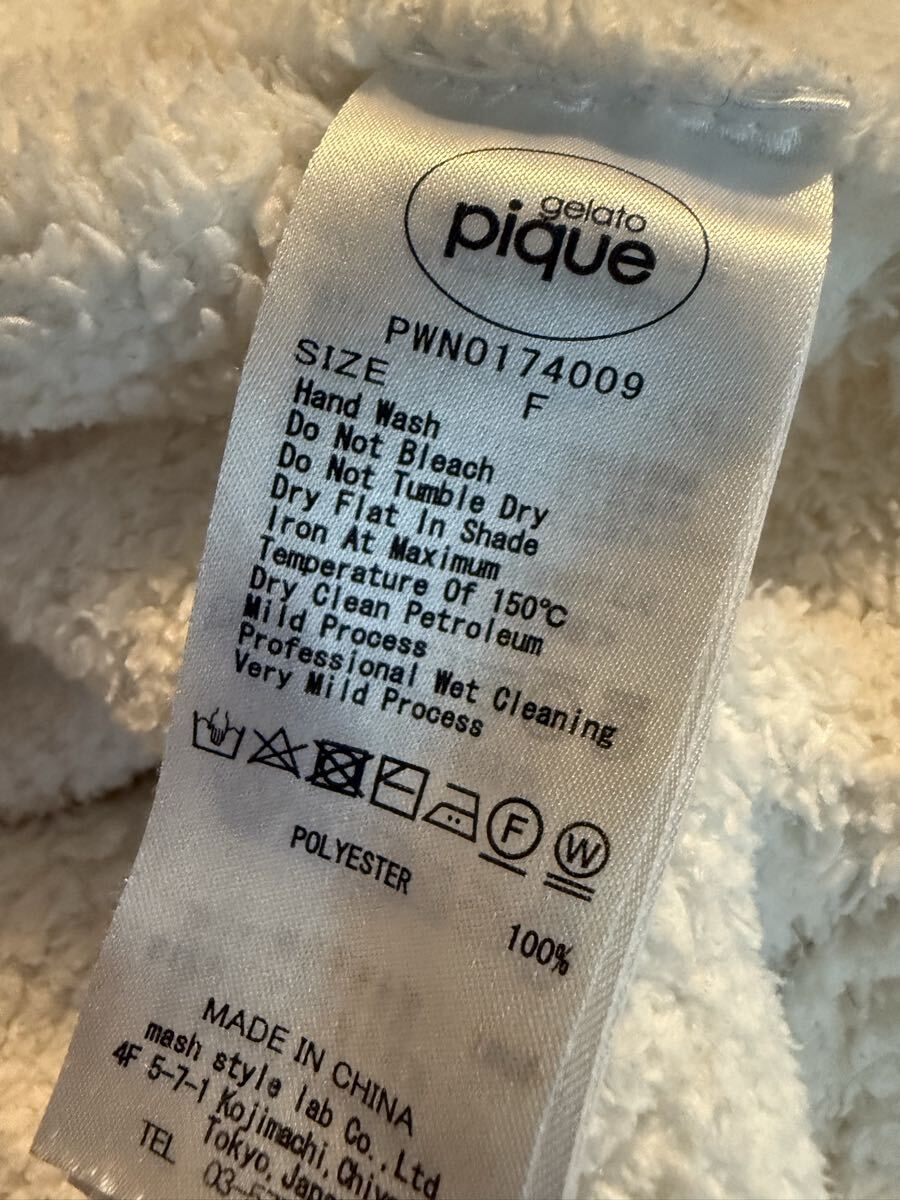 gelato
pique
PWNO174009
SIZE F
Hand Wash
Do Not Bleach
Do Not Tumble Dry
Dry Flat In Shade
Iron At Maximum
Temperature Of 150℃
Dry Clean Petroleum
Mild Process
Professional Wet Cleaning
Very Mild Process
F W
POLYESTER
100%
MADE IN CHINA
mash style lab Co.,Ltd
4F 5-7-1 Kojimachi,
Tokyo,
TEL